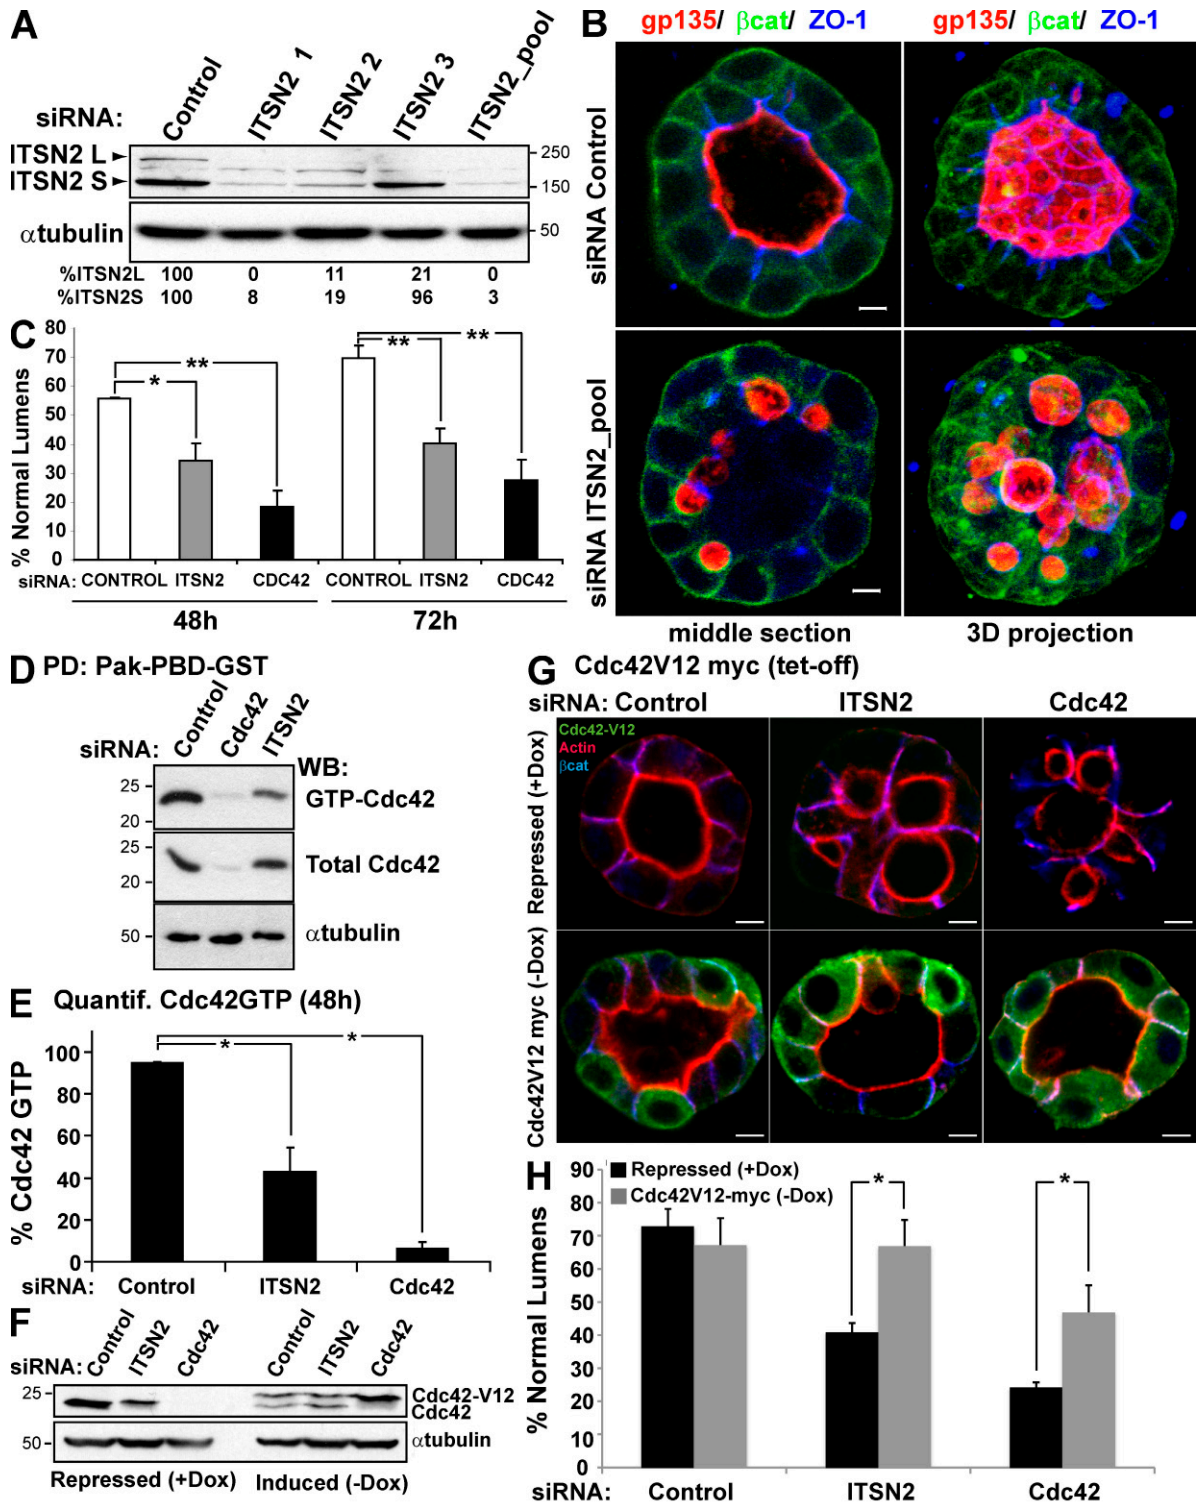 A
siRNA:
Control
ITSN2 1
ITSN2 2
ITSN2 3
ITSN2_pool
ITSN2 L
ITSN2 S
250
150
αtubulin
50
%ITSN2L 100 0 11 21 0
%ITSN2S 100 8 19 96 3
B
gp135/ βcat/ ZO-1
gp135/ βcat/ ZO-1
siRNA Control
siRNA ITSN2_pool
middle section
3D projection
C
% Normal Lumens
80
70
60
50
40
30
20
10
0
*
**
**
**
siRNA: CONTROL ITSN2 CDC42 CONTROL ITSN2 CDC42
48h
72h
D PD: Pak-PBD-GST
siRNA:
Control
Cdc42
ITSN2
WB:
25
20
GTP-Cdc42
25
20
Total Cdc42
50
αtubulin
E Quantif. Cdc42GTP (48h)
% Cdc42 GTP
100
80
60
40
20
0
*
*
siRNA: Control ITSN2 Cdc42
F
siRNA:
Control
ITSN2
Cdc42
Control
ITSN2
Cdc42
25
Cdc42-V12
Cdc42
50
αtubulin
Repressed (+Dox)
Induced (-Dox)
G Cdc42V12 myc (tet-off)
siRNA: Control ITSN2 Cdc42
Cdc42-V12
Actin
βcat
Repressed (+Dox)
Cdc42V12 myc (-Dox)
H
% Normal Lumens
90
80
70
60
50
40
30
20
10
0
Repressed (+Dox)
Cdc42V12-myc (-Dox)
*
*
siRNA: Control ITSN2 Cdc42